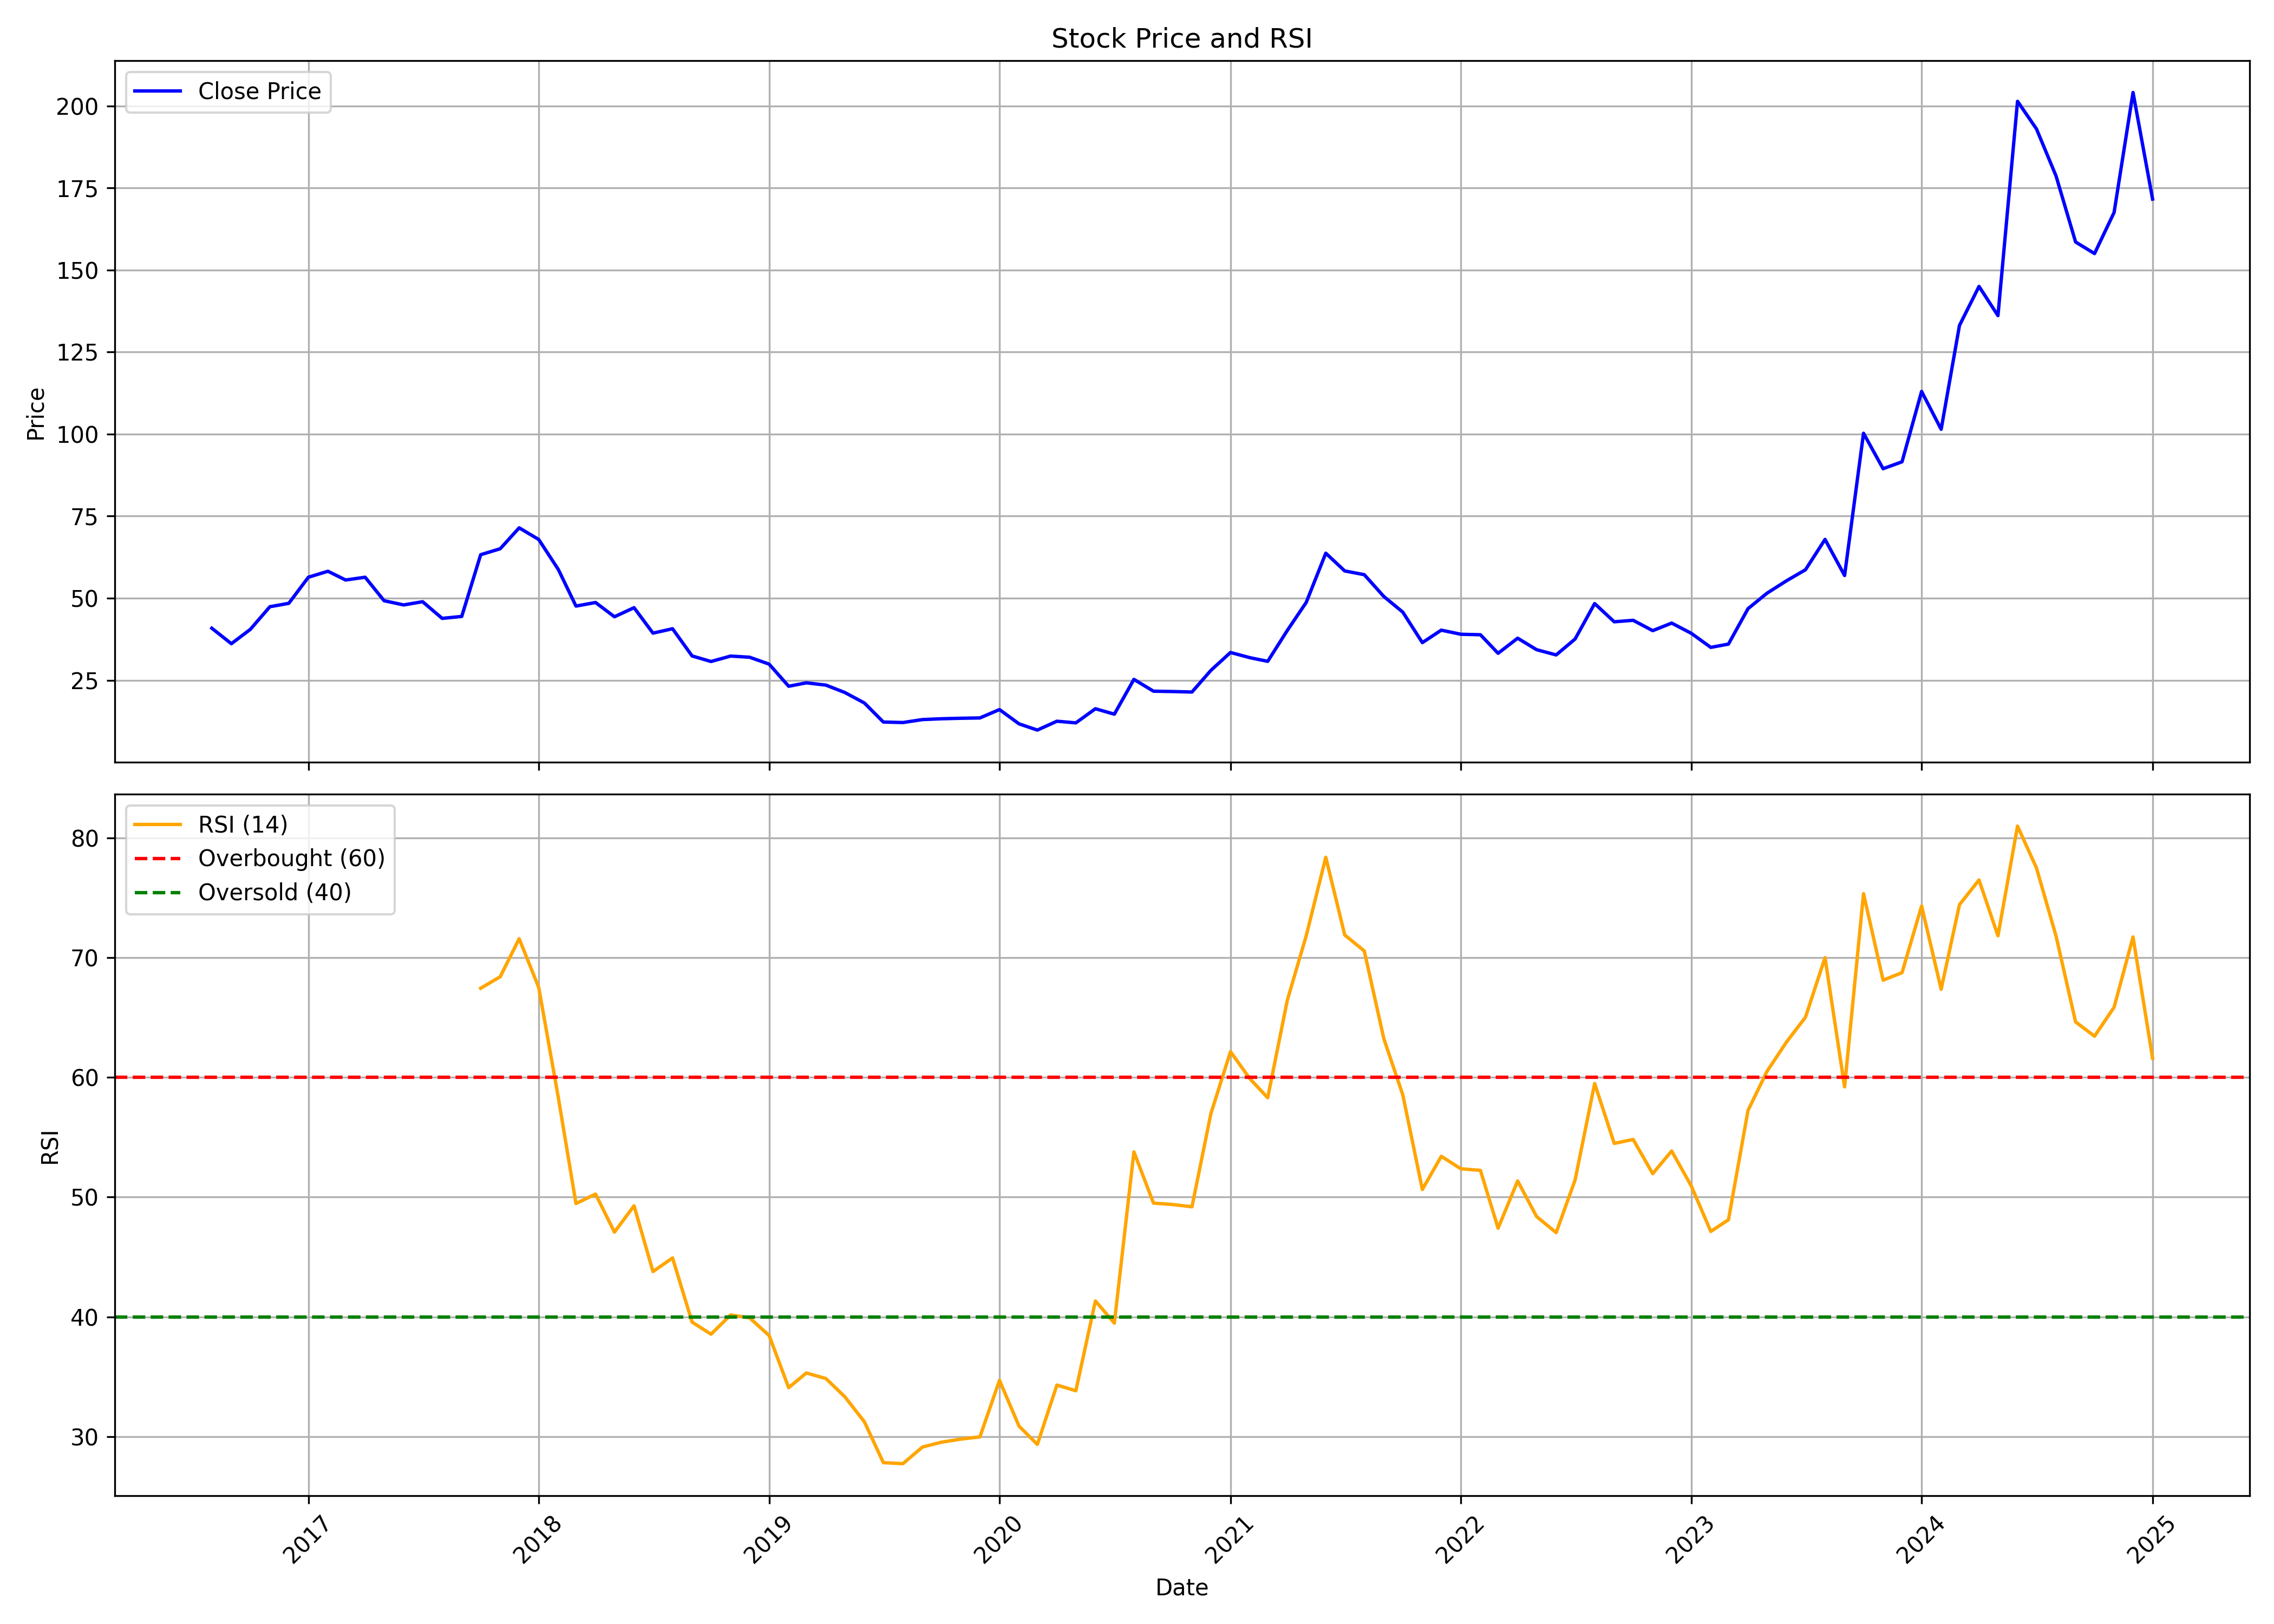 Stock Price and RSI
Close Price
200
175
150
125
100
75
50
25
Price
RSI (14)
Overbought (60)
Oversold (40)
80
70
60
50
40
30
RSI
2017
2018
2019
2020
2021
2022
2023
2024
2025
Date